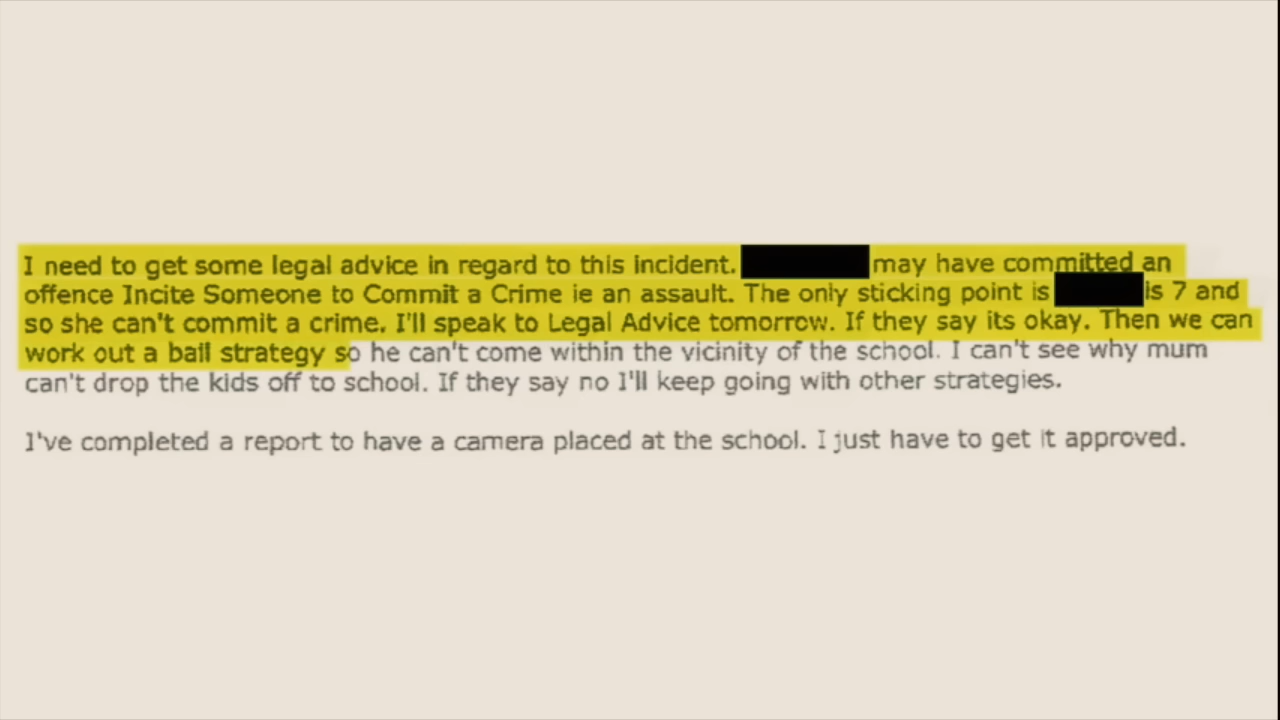 I need to get some legal advice in regard to this incident. may have committed an
offence Incite Someone to Commit a Crime ie an assault. The only sticking point is is 7 and
so she can't commit a crime. I'll speak to Legal Advice tomorrow. If they say its okay. Then we can
work out a bail strategy so he can't come within the vicinity of the school. I can't see why mum
can't drop the kids off to school. If they say no I'll keep going with other strategies.
I've completed a report to have a camera placed at the school. I just have to get it approved.